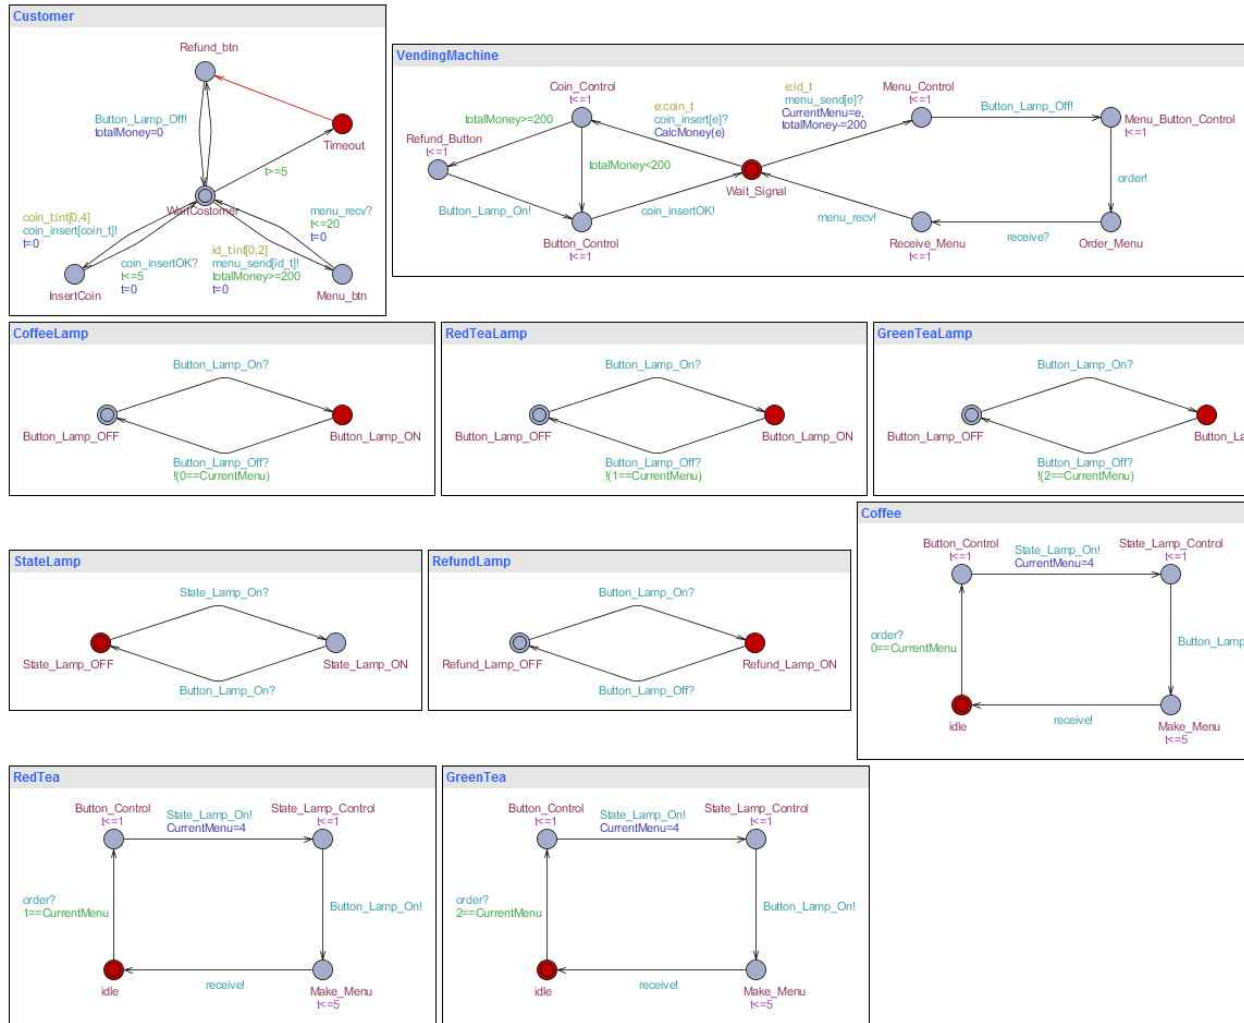 Customer
Refund_btn
Button_Lamp_Off!
totalMoney=0
Timeout
t>=5
WaitCostomer
coin_t:int[0,4]
coin_insert[coin_t]!
t=0
menu_recv?
t<=20
t=0
coin_insertOK?
t<=5
t=0
id_t:int[0,2]
menu_send[id_t]!
totalMoney>=200
t=0
InsertCoin
Menu_btn
VendingMachine
Coin_Control
t<=1
e:coin_t
coin_insert[e]?
CalcMoney(e)
e:id_t
menu_send[e]?
CurrentMenu=e,
totalMoney-=200
Menu_Control
t<=1
Button_Lamp_Off!
Menu_Button_Control
t<=1
totalMoney>=200
Refund_Button
t<=1
totalMoney<200
Wait_Signal
order!
Button_Lamp_On!
coin_insertOK!
menu_recv!
receive?
Button_Control
t<=1
Receive_Menu
t<=1
Order_Menu
CoffeeLamp
Button_Lamp_On?
Button_Lamp_OFF
Button_Lamp_ON
Button_Lamp_Off?
!(0==CurrentMenu)
RedTeaLamp
Button_Lamp_On?
Button_Lamp_OFF
Button_Lamp_ON
Button_Lamp_Off?
!(1==CurrentMenu)
GreenTeaLamp
Button_Lamp_On?
Button_Lamp_OFF
Button_La
Button_Lamp_Off?
!(2==CurrentMenu)
StateLamp
State_Lamp_On?
State_Lamp_OFF
State_Lamp_ON
Button_Lamp_On?
RefundLamp
Button_Lamp_On?
Refund_Lamp_OFF
Refund_Lamp_ON
Button_Lamp_Off?
Coffee
Button_Control
t<=1
State_Lamp_On!
CurrentMenu=4
State_Lamp_Control
t<=1
order?
0==CurrentMenu
Button_Lamp
idle
receive!
Make_Menu
t<=5
RedTea
Button_Control
t<=1
State_Lamp_On!
CurrentMenu=4
State_Lamp_Control
t<=1
order?
1==CurrentMenu
Button_Lamp_On!
idle
receive!
Make_Menu
t<=5
GreenTea
Button_Control
t<=1
State_Lamp_On!
CurrentMenu=4
State_Lamp_Control
t<=1
order?
2==CurrentMenu
Button_Lamp_On!
idle
receive!
Make_Menu
t<=5